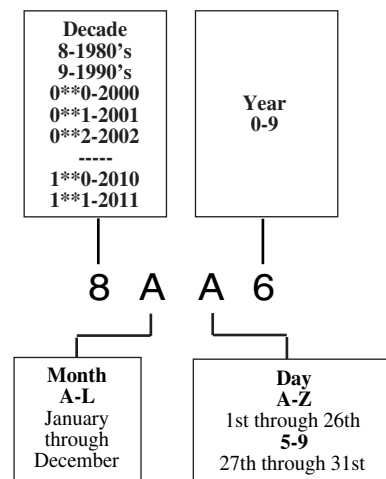 Decade
8-1980's
9-1990's
0**0-2000
0**1-2001
0**2-2002
-----
1**0-2010
1**1-2011
Year
0-9
8 A A 6
Month
A-L
January
through
December
Day
A-Z
1st through 26th
5-9
27th through 31st